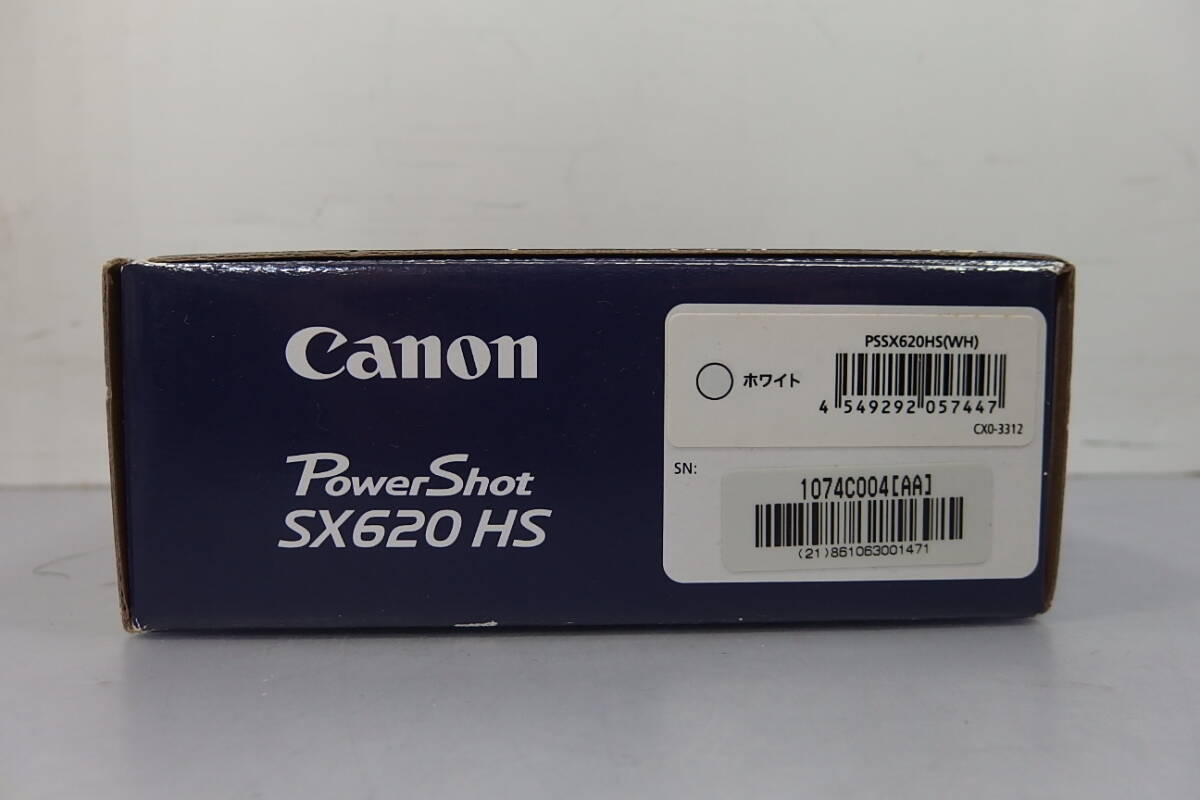 Canon
PowerShot
SX620 HS
PSSX620HS(WH)
ホワイト
4 549292 057447
CX0-3312
SN:
1074C004[AA]
(21)861063001471